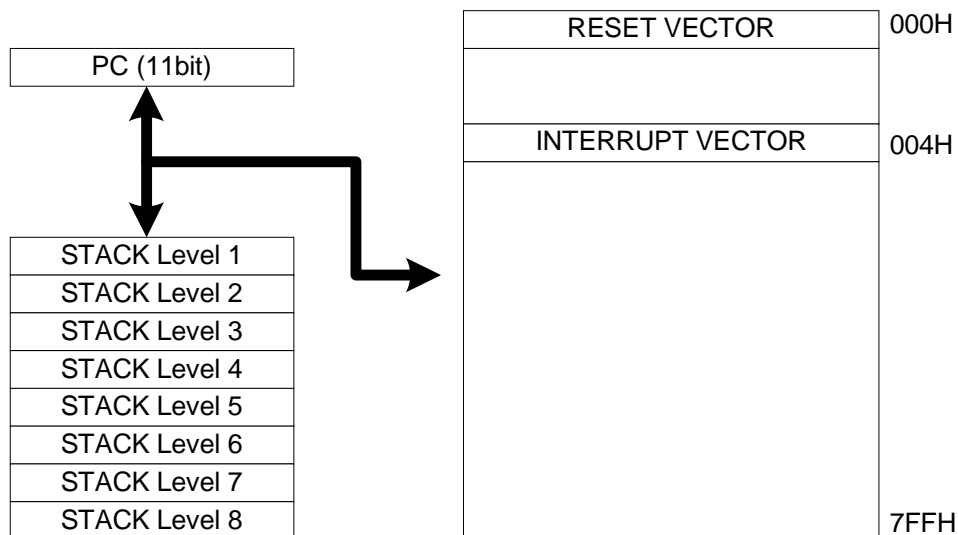 PC (11bit)
STACK Level 1
STACK Level 2
STACK Level 3
STACK Level 4
STACK Level 5
STACK Level 6
STACK Level 7
STACK Level 8
RESET VECTOR 000H
INTERRUPT VECTOR 004H
7FFH